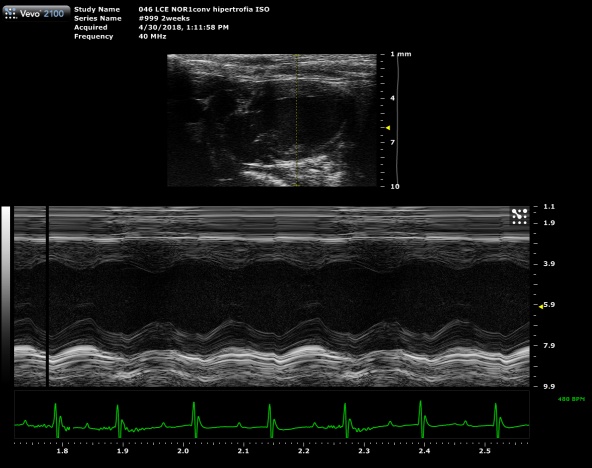 Vevo 2100
Study Name 046 LCE NOR1conv hipertrofia ISO
Series Name #999 2weeks
Acquired 4/30/2018, 1:11:58 PM
Frequency 40 MHz
1 mm
4
7
10
1.1
1.9
3.9
5.9
7.9
9.9
480 BPM
1.8 1.9 2.0 2.1 2.2 2.3 2.4 2.5